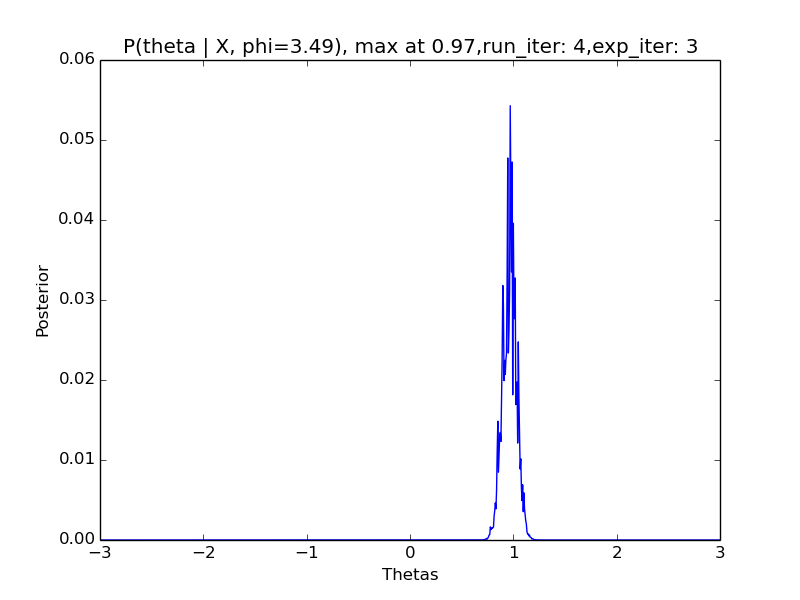 P(theta | X, phi=3.49), max at 0.97,run_iter: 4,exp_iter: 3
0.06
0.05
0.04
0.03
0.02
0.01
0.00
Posterior
−3 −2 −1 0 1 2 3
Thetas